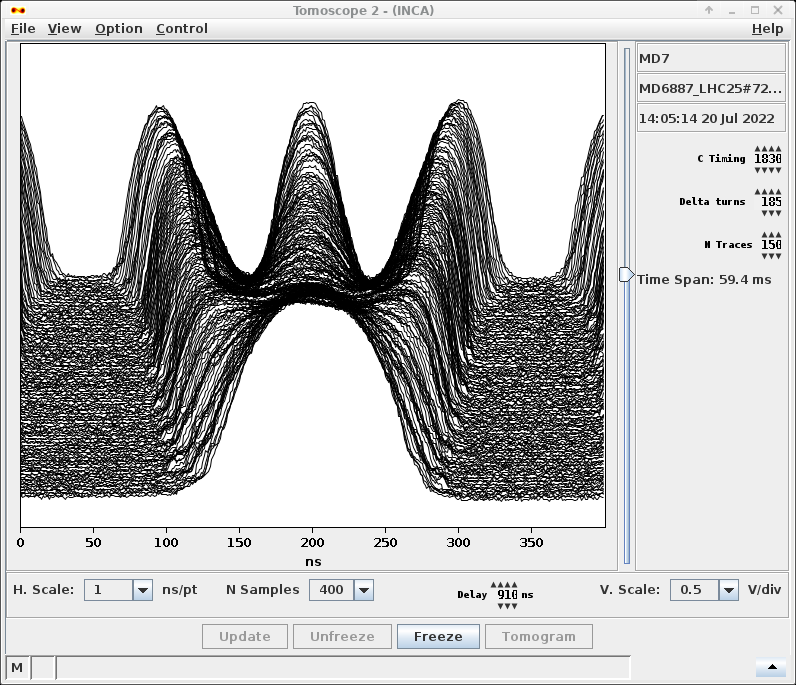 Tomoscope 2 - (INCA)
File View Option Control Help
MD7
MD6887_LHC25#72...
14:05:14 20 Jul 2022
C Timing 1830
Delta turns 185
N Traces 150
Time Span: 59.4 ms
0 50 100 150 200 250 300 350
ns
H. Scale: 1 ns/pt N Samples 400 Delay 910 ns V. Scale: 0.5 V/div
Update Unfreeze Freeze Tomogram
M